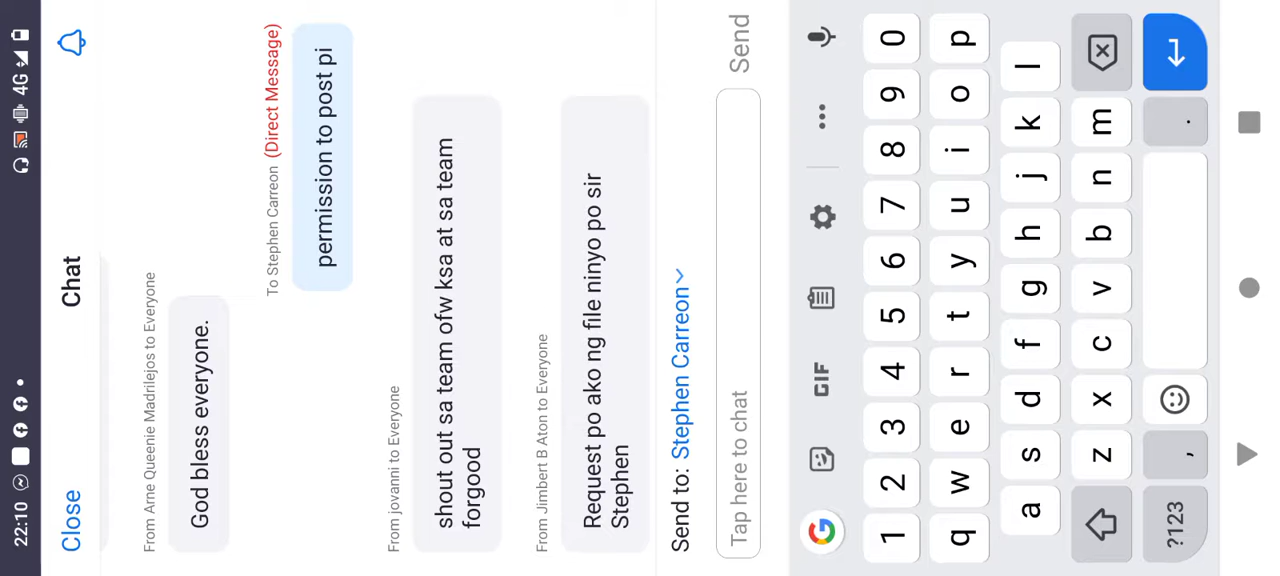 22:10
4G
Close
Chat
From Arne Queenie Madrilejos to Everyone
God bless everyone.
To Stephen Carreon (Direct Message)
permission to post pi
From jovanni to Everyone
shout out sa team ofw ksa at sa team
forgood
From Jimbert B Aton to Everyone
Request po ako ng file ninyo po sir
Stephen
Send to: Stephen Carreon
Tap here to chat
Send
GIF
1 2 3 4 5 6 7 8 9 0
q w e r t y u i o p
a s d f g h j k l
z x c v b n m
?123 , .